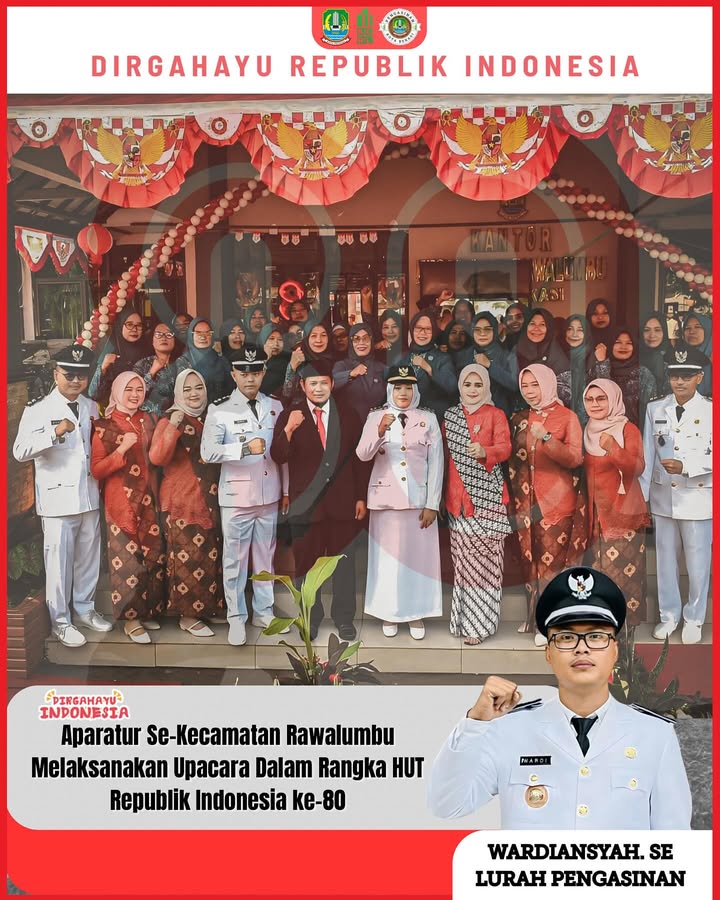 DIRGAHAYU REPUBLIK INDONESIA
KANTOR
DIRGAHAYU
INDONESIA
Aparatur Se-Kecamatan Rawalumbu
Melaksanakan Upacara Dalam Rangka HUT
Republik Indonesia ke-80
WARDI
WARDIANSYAH. SE
LURAH PENGASINAN